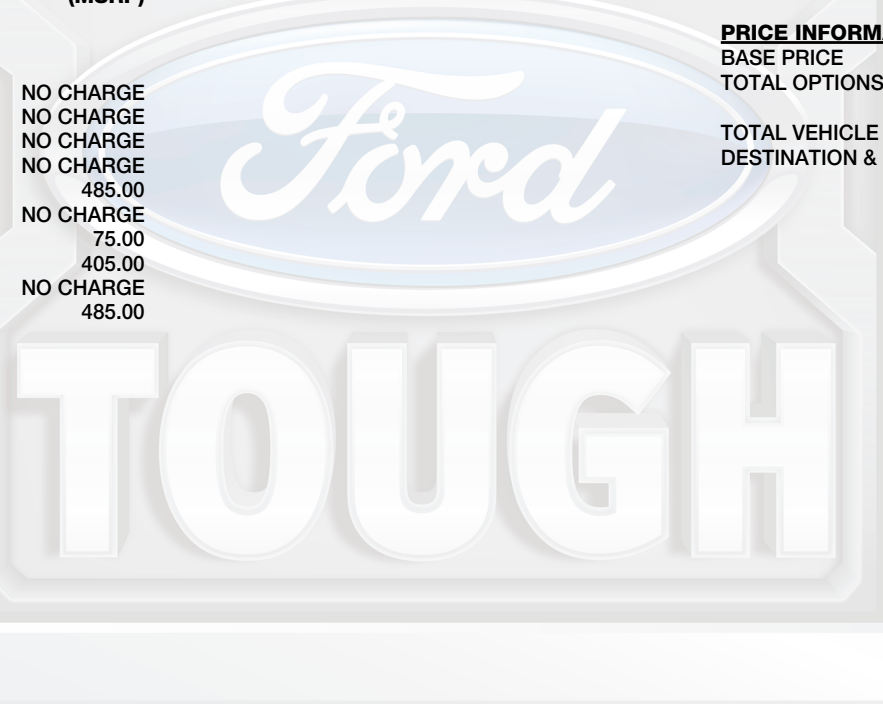 (MSRP)
NO CHARGE
NO CHARGE
NO CHARGE
NO CHARGE
485.00
NO CHARGE
75.00
405.00
NO CHARGE
485.00
PRICE INFORMA
BASE PRICE
TOTAL OPTIONS
TOTAL VEHICLE
DESTINATION &
Ford
TOUGH